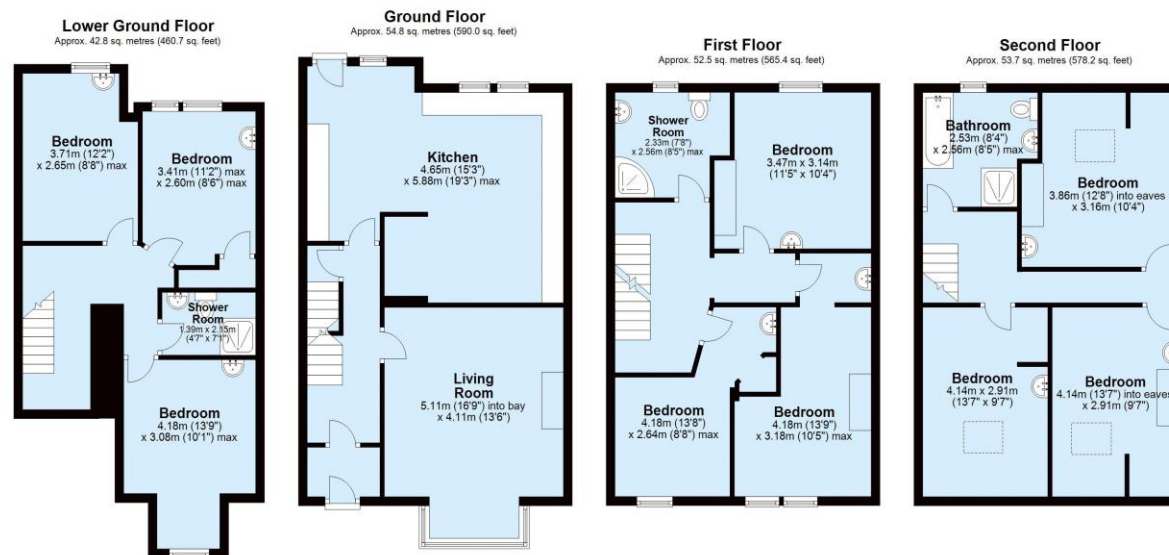 Lower Ground Floor
Approx. 42.8 sq. metres (460.7 sq. feet)
Bedroom
3.71m (12'2")
x 2.65m (8'8") max
Bedroom
3.41m (11'2") max
x 2.60m (8'6") max
Shower
Room
1.39m x 2.15m
(4'7" x 7'1")
Bedroom
4.18m (13'9")
x 3.08m (10'1") max
Ground Floor
Approx. 54.8 sq. metres (590.0 sq. feet)
Kitchen
4.65m (15'3")
x 5.88m (19'3") max
Living
Room
5.11m (16'9") into bay
x 4.11m (13'6")
First Floor
Approx. 52.5 sq. metres (565.4 sq. feet)
Shower
Room
2.33m (7'8")
x 2.56m (8'5") max
Bedroom
3.47m x 3.14m
(11'5" x 10'4")
Bedroom
4.18m (13'8")
x 2.64m (8'8") max
Bedroom
4.18m (13'9")
x 3.18m (10'5") max
Second Floor
Approx. 53.7 sq. metres (578.2 sq. feet)
Bathroom
2.53m (8'4")
x 2.56m (8'5") max
Bedroom
3.86m (12'8") into eaves
x 3.16m (10'4")
Bedroom
4.14m x 2.91m
(13'7" x 9'7")
Bedroom
4.14m (13'7") into eaves
x 2.91m (9'7")